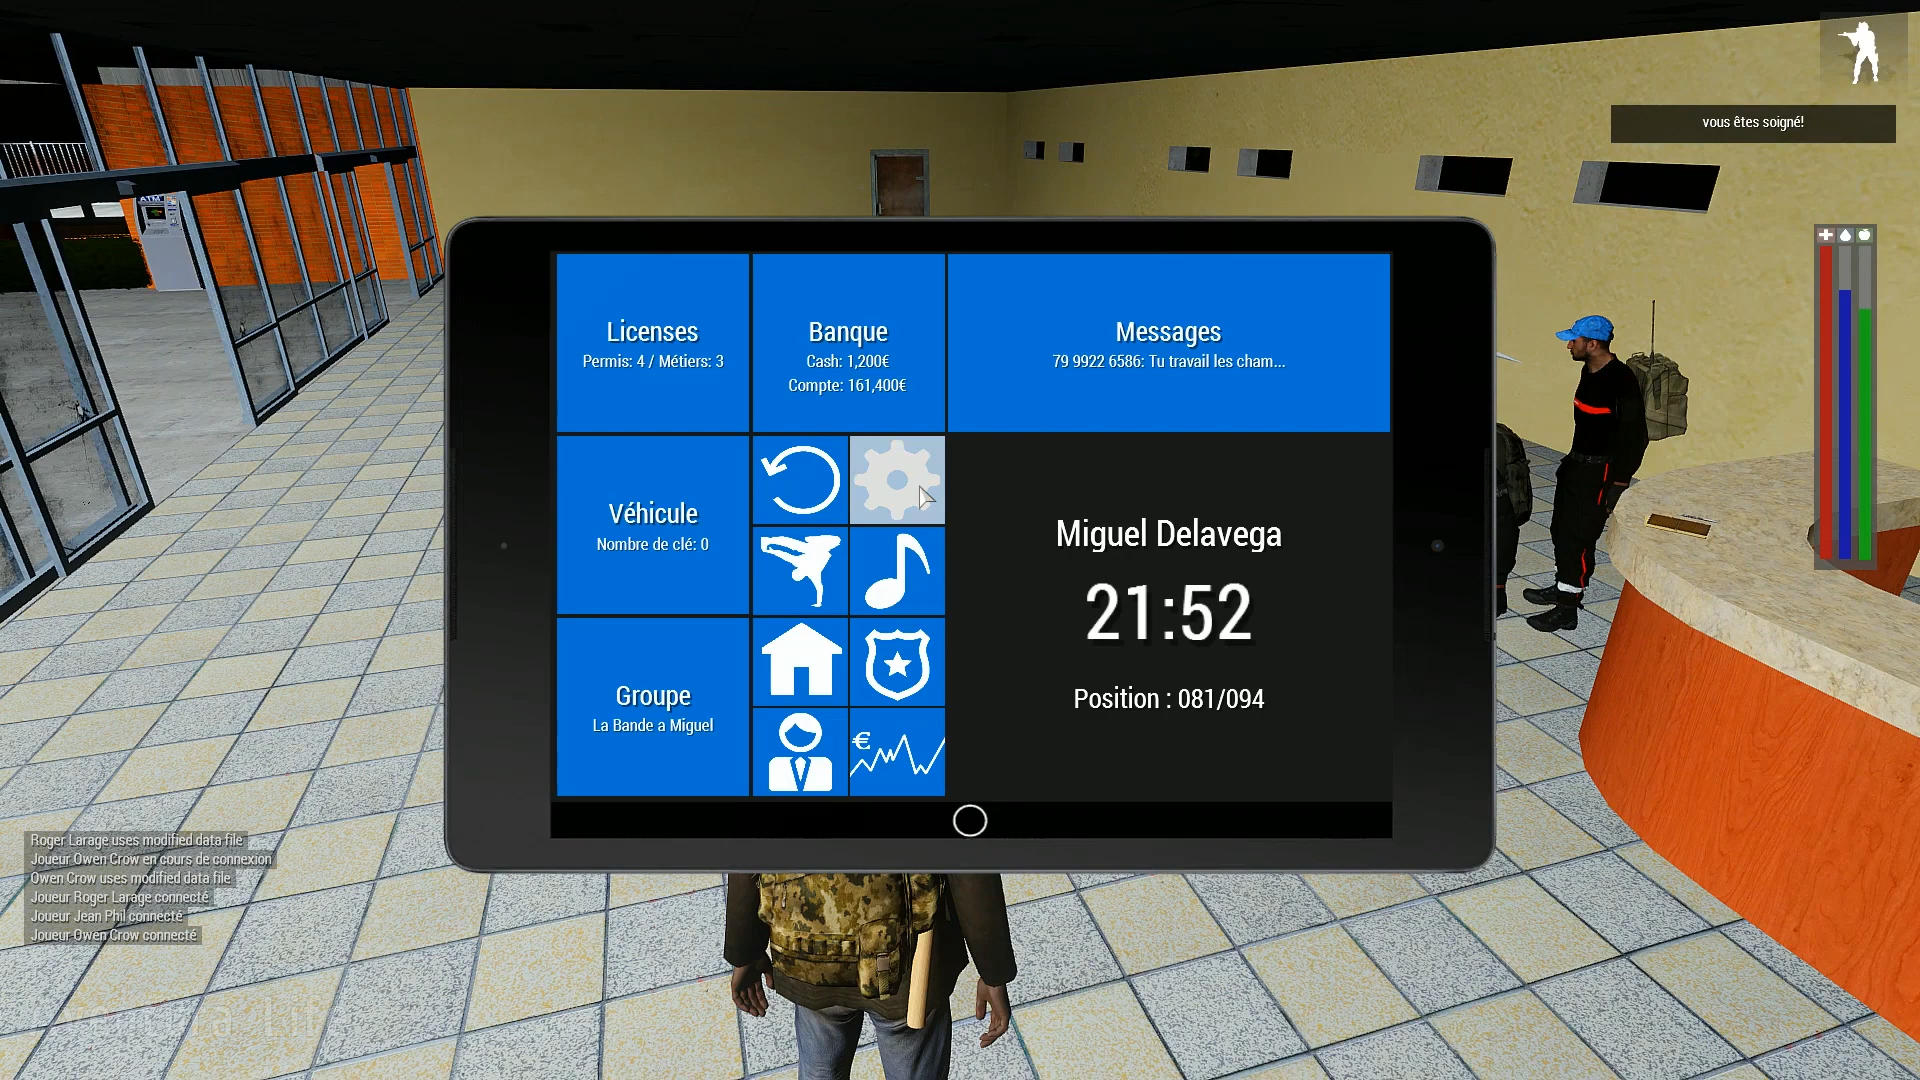 vous êtes soigné!
ATM
Licenses
Permis: 4 / Métiers: 3
Banque
Cash: 1,200€
Compte: 161,400€
Messages
79 9922 6586: Tu travail les cham...
Véhicule
Nombre de clé: 0
€
Groupe
La Bande a Miguel
Miguel Delavega
21:52
Position : 081/094
Roger Larage uses modified data file
Joueur Owen Crow en cours de connexion
Owen Crow uses modified data file
Joueur Roger Larage connecté
Joueur Jean Phil connecté
Joueur Owen Crow connecté